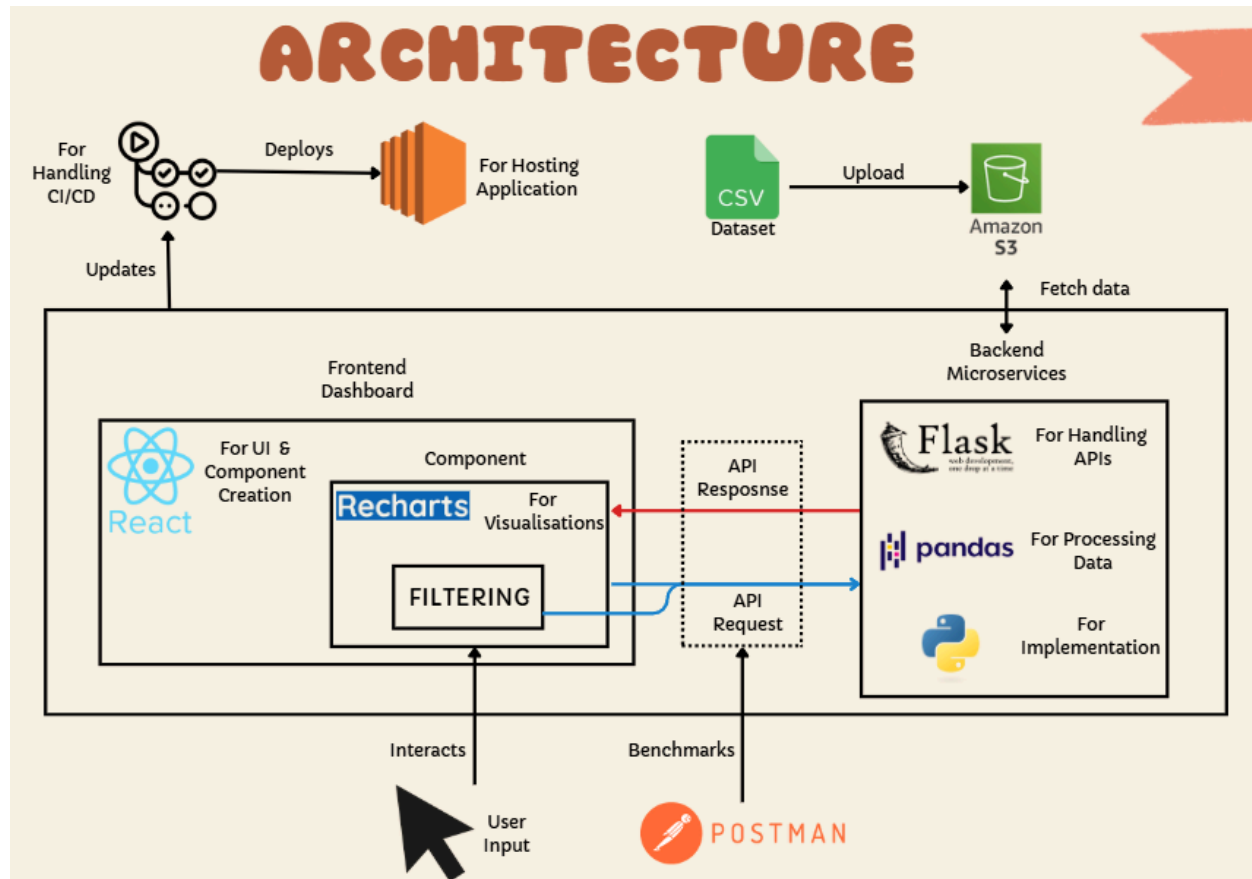 ARCHITECTURE
For
Handling
CI/CD
Deploys
For Hosting
Application
CSV
Dataset
Upload
Amazon
S3
Updates
Fetch data
Frontend
Dashboard
Backend
Microservices
React
For UI &
Component
Creation
Component
Recharts
For
Visualisations
FILTERING
API
Resposnse
API
Request
Flask
web development,
one drop at a time
For Handling
APIs
pandas
For Processing
Data
For
Implementation
Interacts
User
Input
Benchmarks
POSTMAN